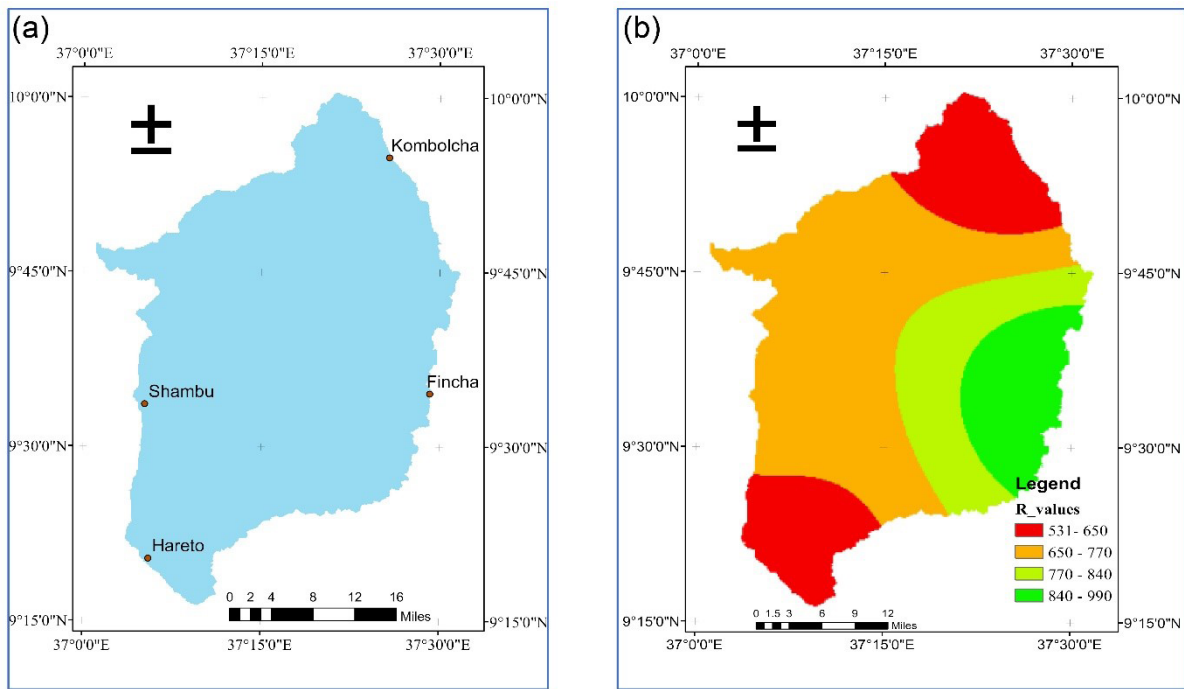 (a)
37°0'0"E 37°15'0"E 37°30'0"E
10°0'0"N 10°0'0"N
Kombolcha
9°45'0"N 9°45'0"N
Fincha
Shambu
9°30'0"N 9°30'0"N
Hareto
0 2 4 8 12 16
Miles
9°15'0"N 9°15'0"N
37°0'0"E 37°15'0"E 37°30'0"E
(b)
37°0'0"E 37°15'0"E 37°30'0"E
10°0'0"N 10°0'0"N
9°45'0"N 9°45'0"N
9°30'0"N 9°30'0"N
Legend
R_values
531- 650
650 - 770
770 - 840
840 - 990
0 1.5 3 6 9 12
Miles
9°15'0"N 9°15'0"N
37°0'0"E 37°15'0"E 37°30'0"E